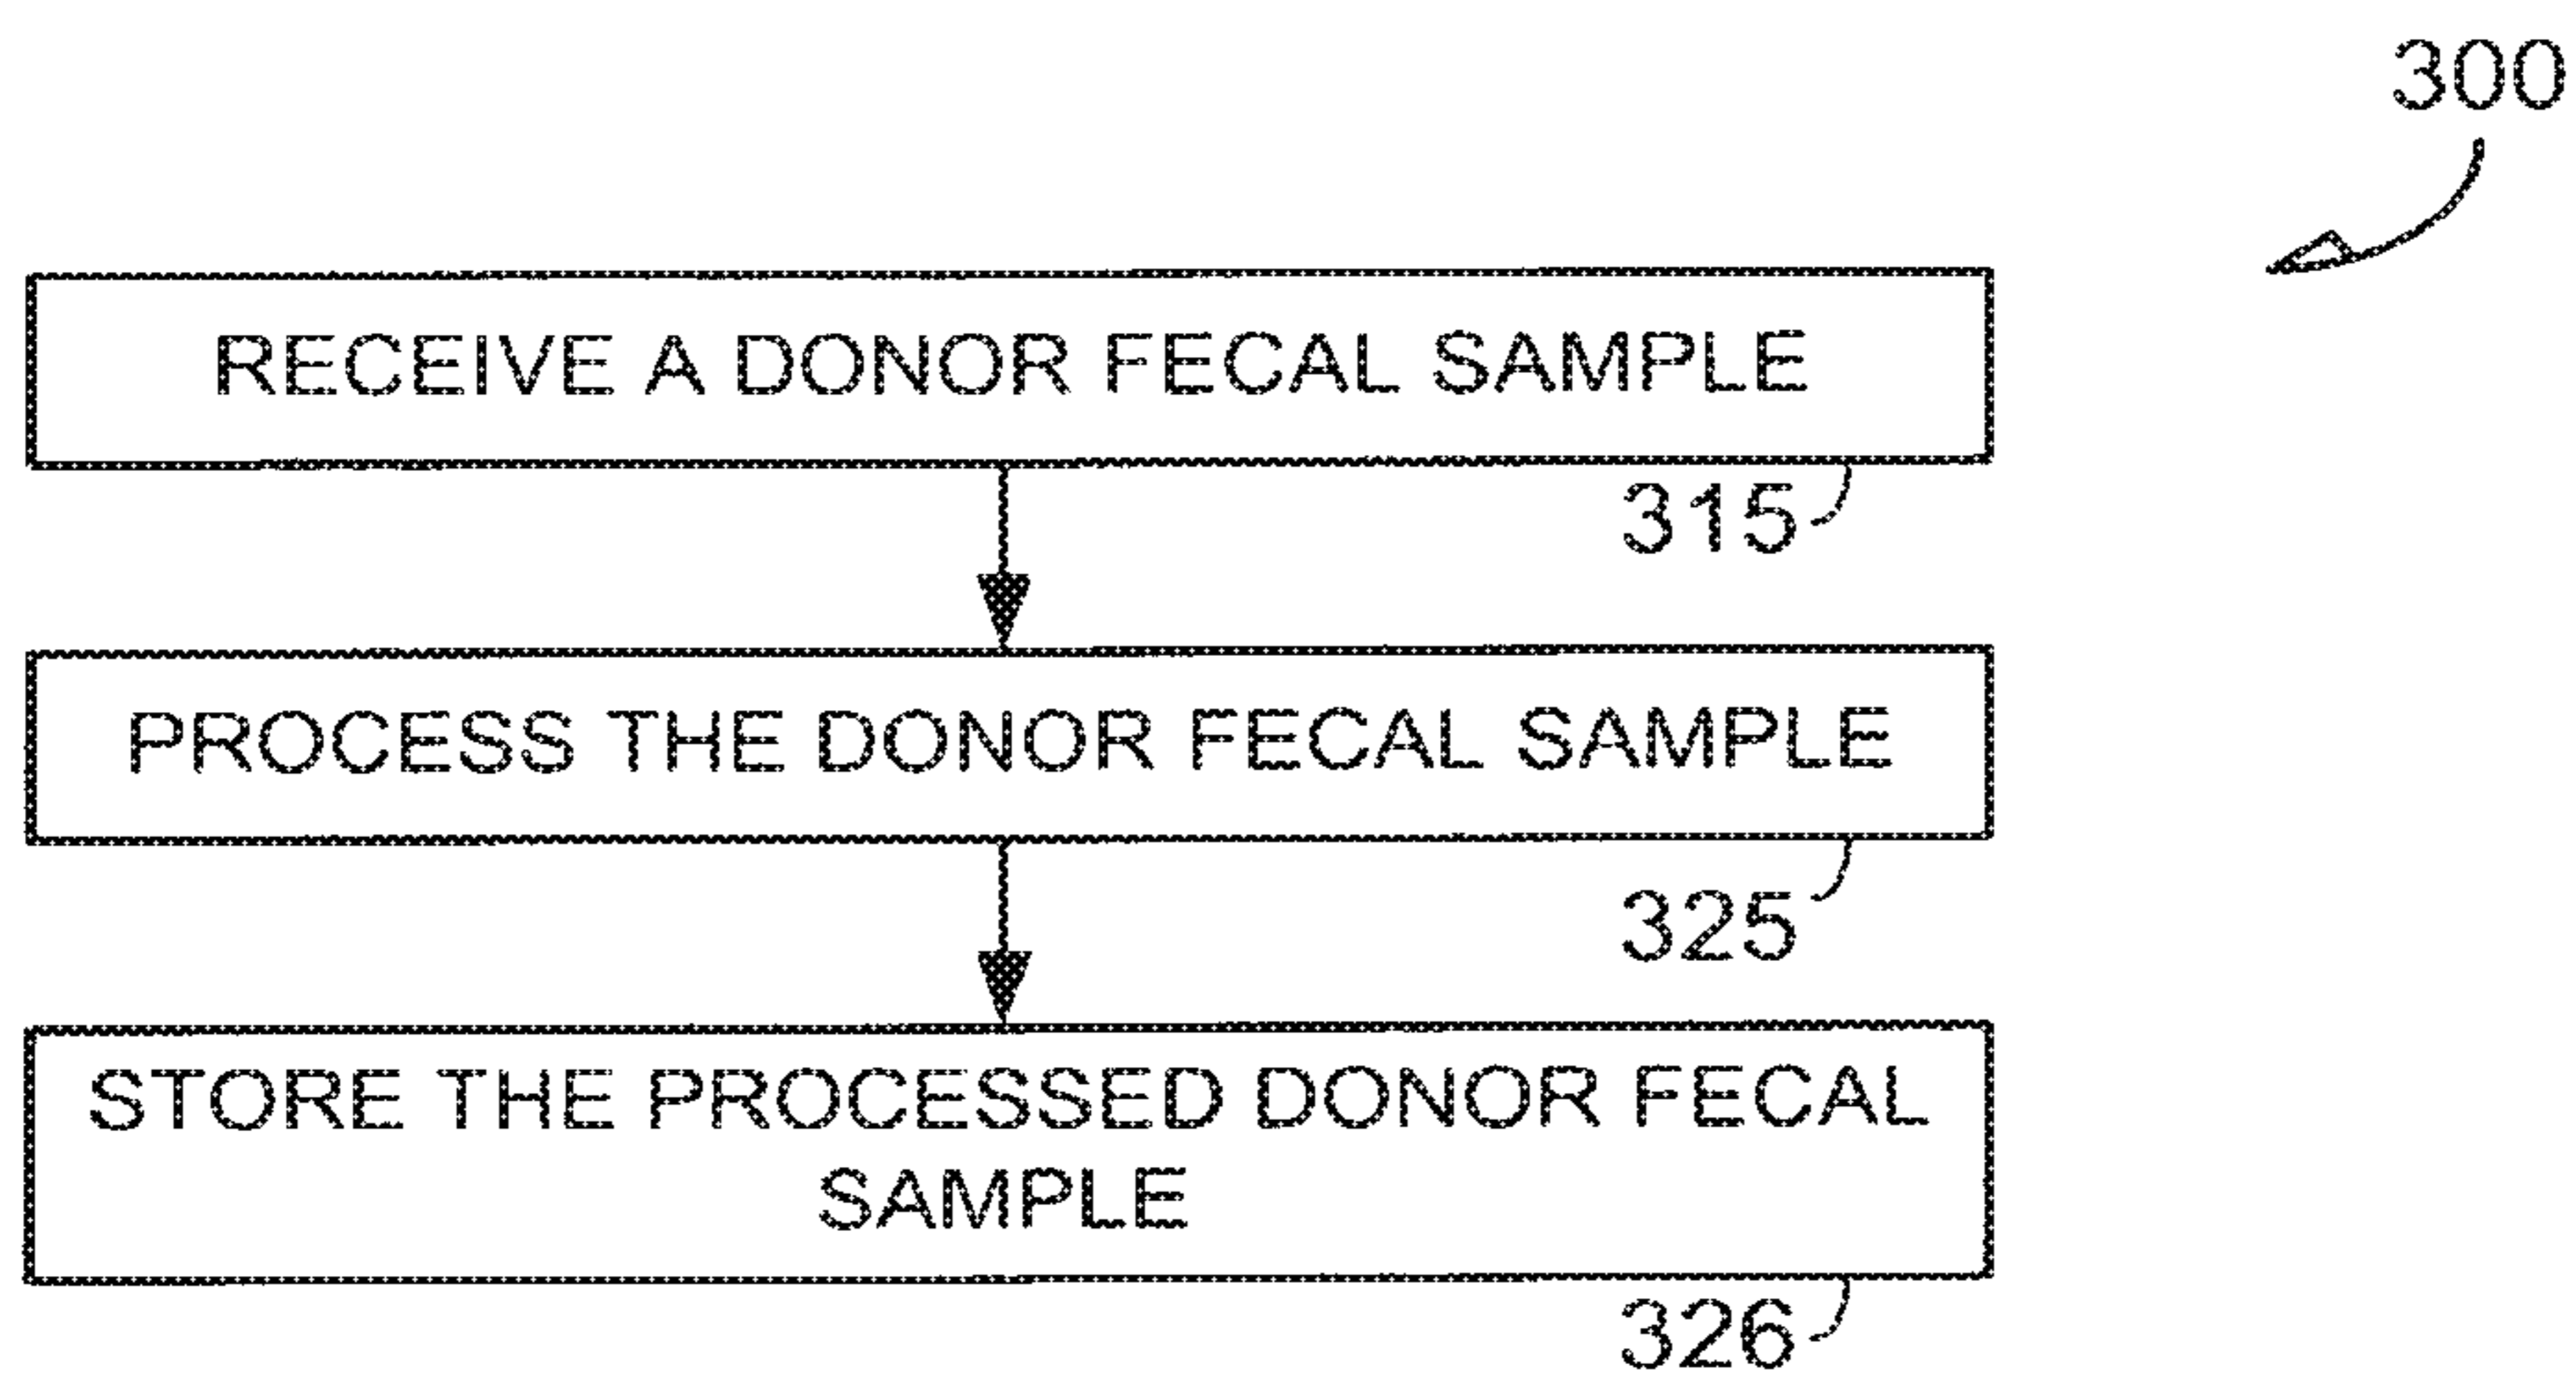 300
RECEIVE A DONOR FECAL SAMPLE
315
PROCESS THE DONOR FECAL SAMPLE
325
STORE THE PROCESSED DONOR FECAL
SAMPLE
326